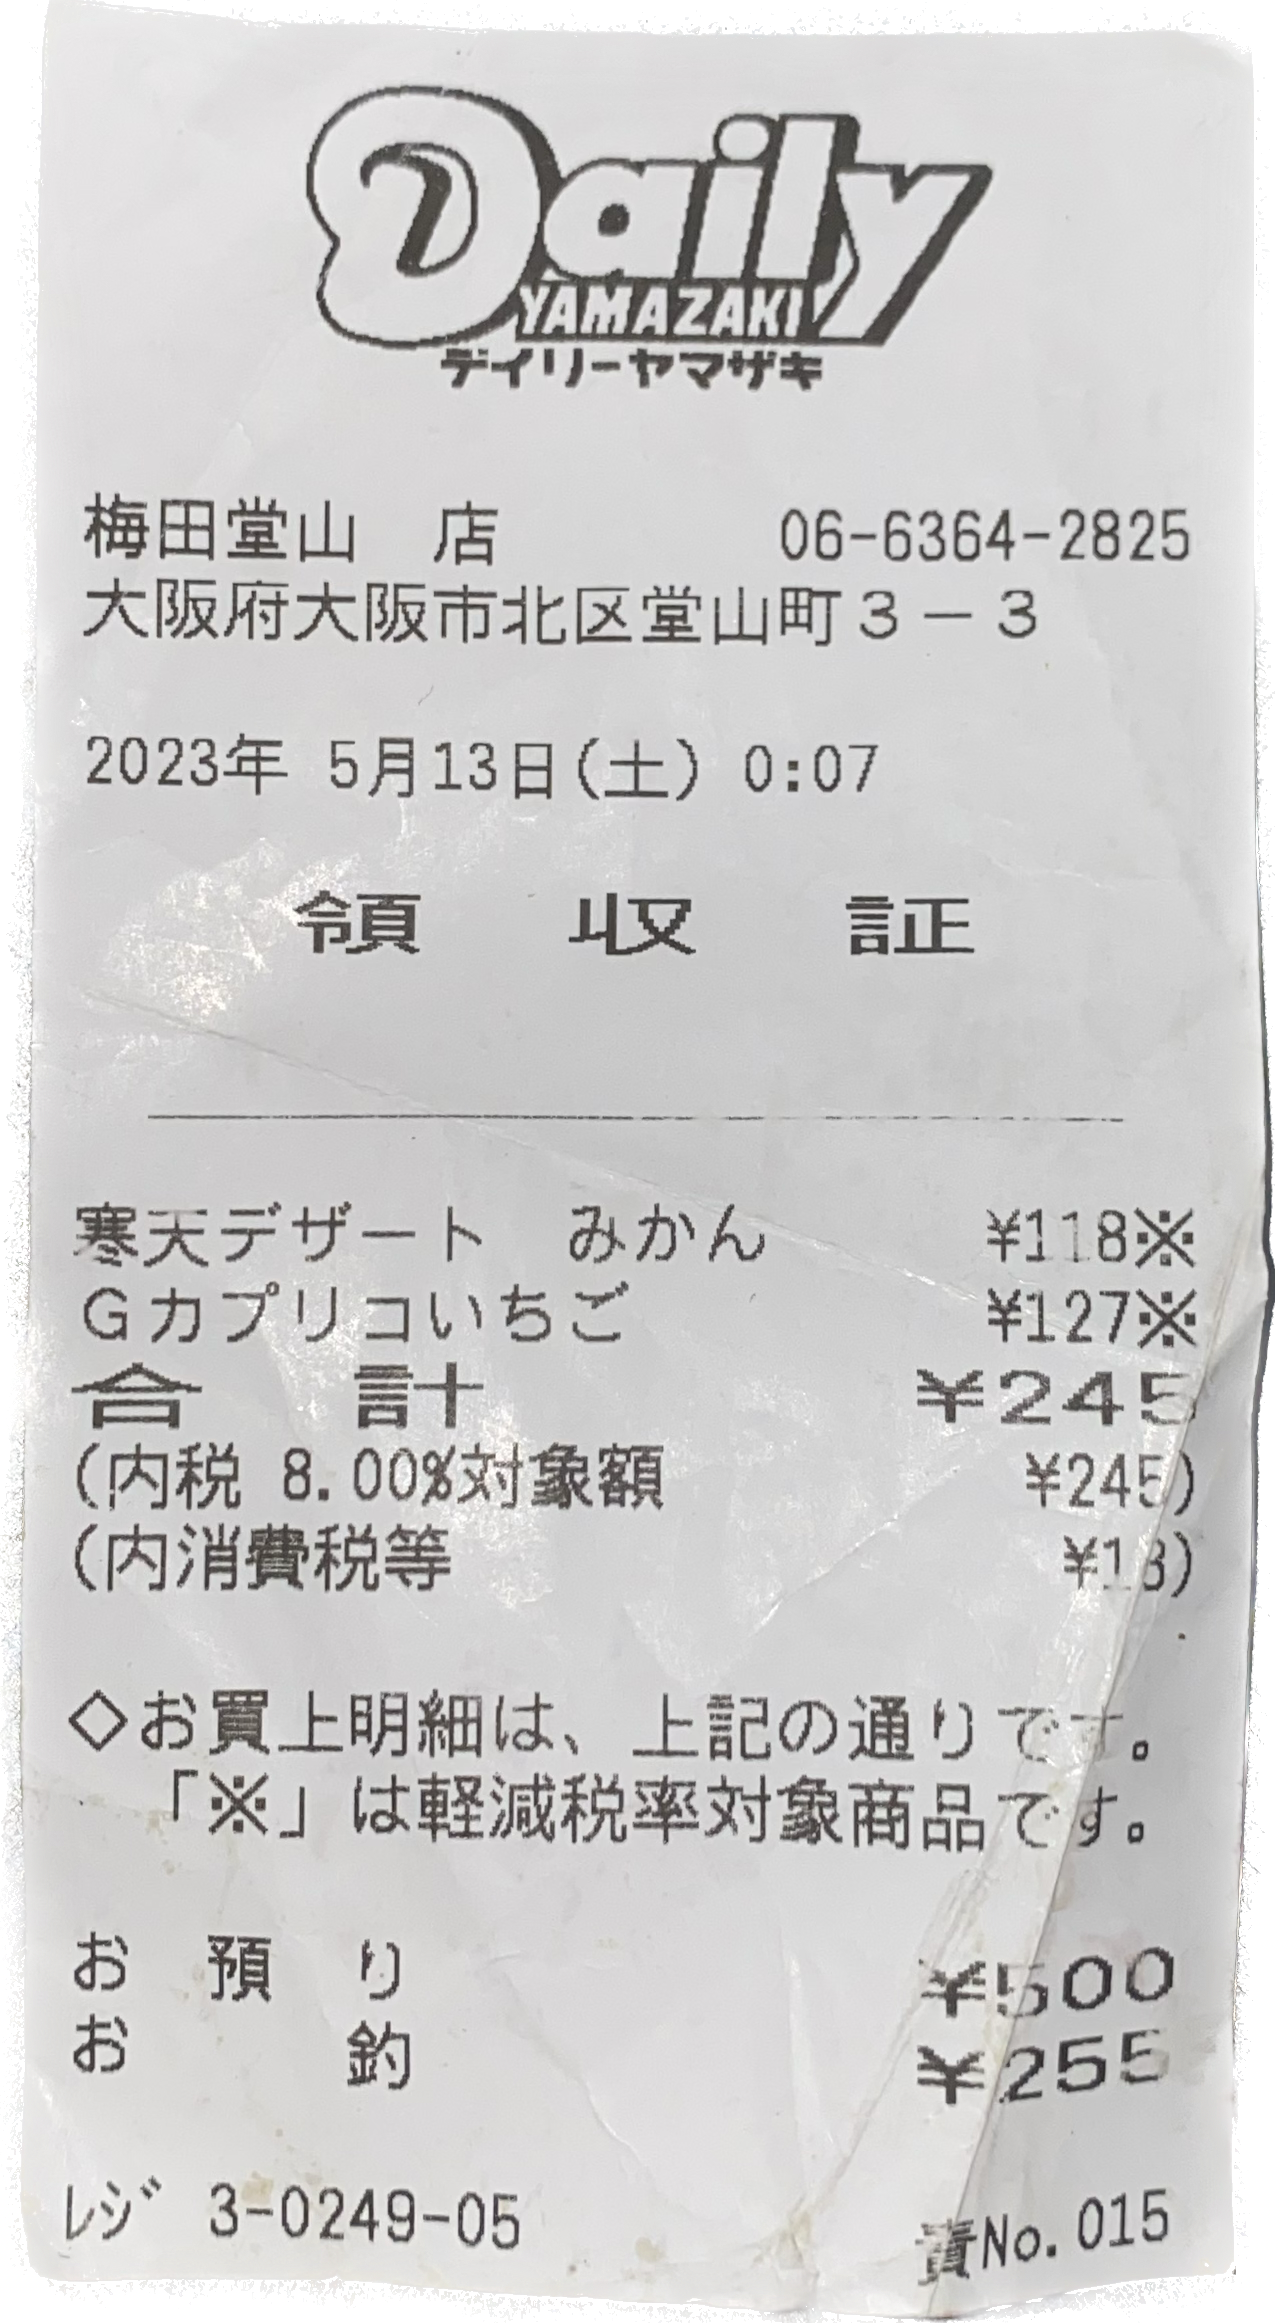 Daily
YAMAZAKI
デイリーヤマザキ
梅田堂山　店 06-6364-2825
大阪府大阪市北区堂山町３－３
2023年 5月13日(土) 0:07
領　収　証
寒天デザート　みかん ¥118※
Ｇカプリコいちご ¥127※
合　計 ¥245
(内税 8.00%対象額 ¥245)
(内消費税等 ¥18)
◇お買上明細は、上記の通りです。
「※」は軽減税率対象商品です。
お　預　り ¥500
お　　　釣 ¥255
ﾚｼﾞ 3-0249-05 責No.015